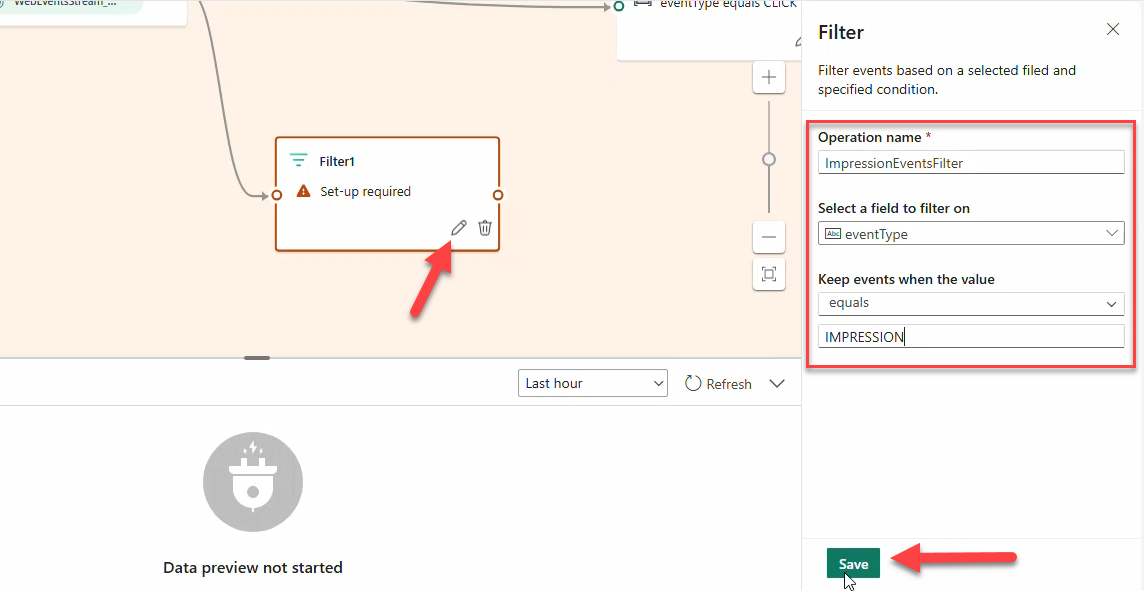 WebEventsStream_...
eventType equals CLICK
Filter1
Set-up required
Last hour
Refresh
Data preview not started
Filter
Filter events based on a selected filed and
specified condition.
Operation name *
ImpressionEventsFilter
Select a field to filter on
Abc eventType
Keep events when the value
equals
IMPRESSION
Save